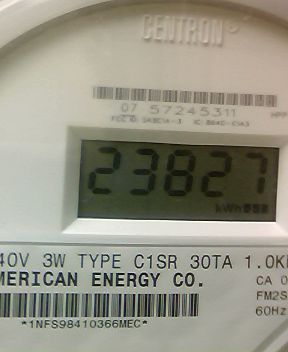 CENTRON
07 57245311
23827
kWh
40V 3W TYPE C1SR 30TA 1.0K
MERICAN ENERGY CO.
CA 0
FM2S
60Hz
*1NFS98410366MEC*